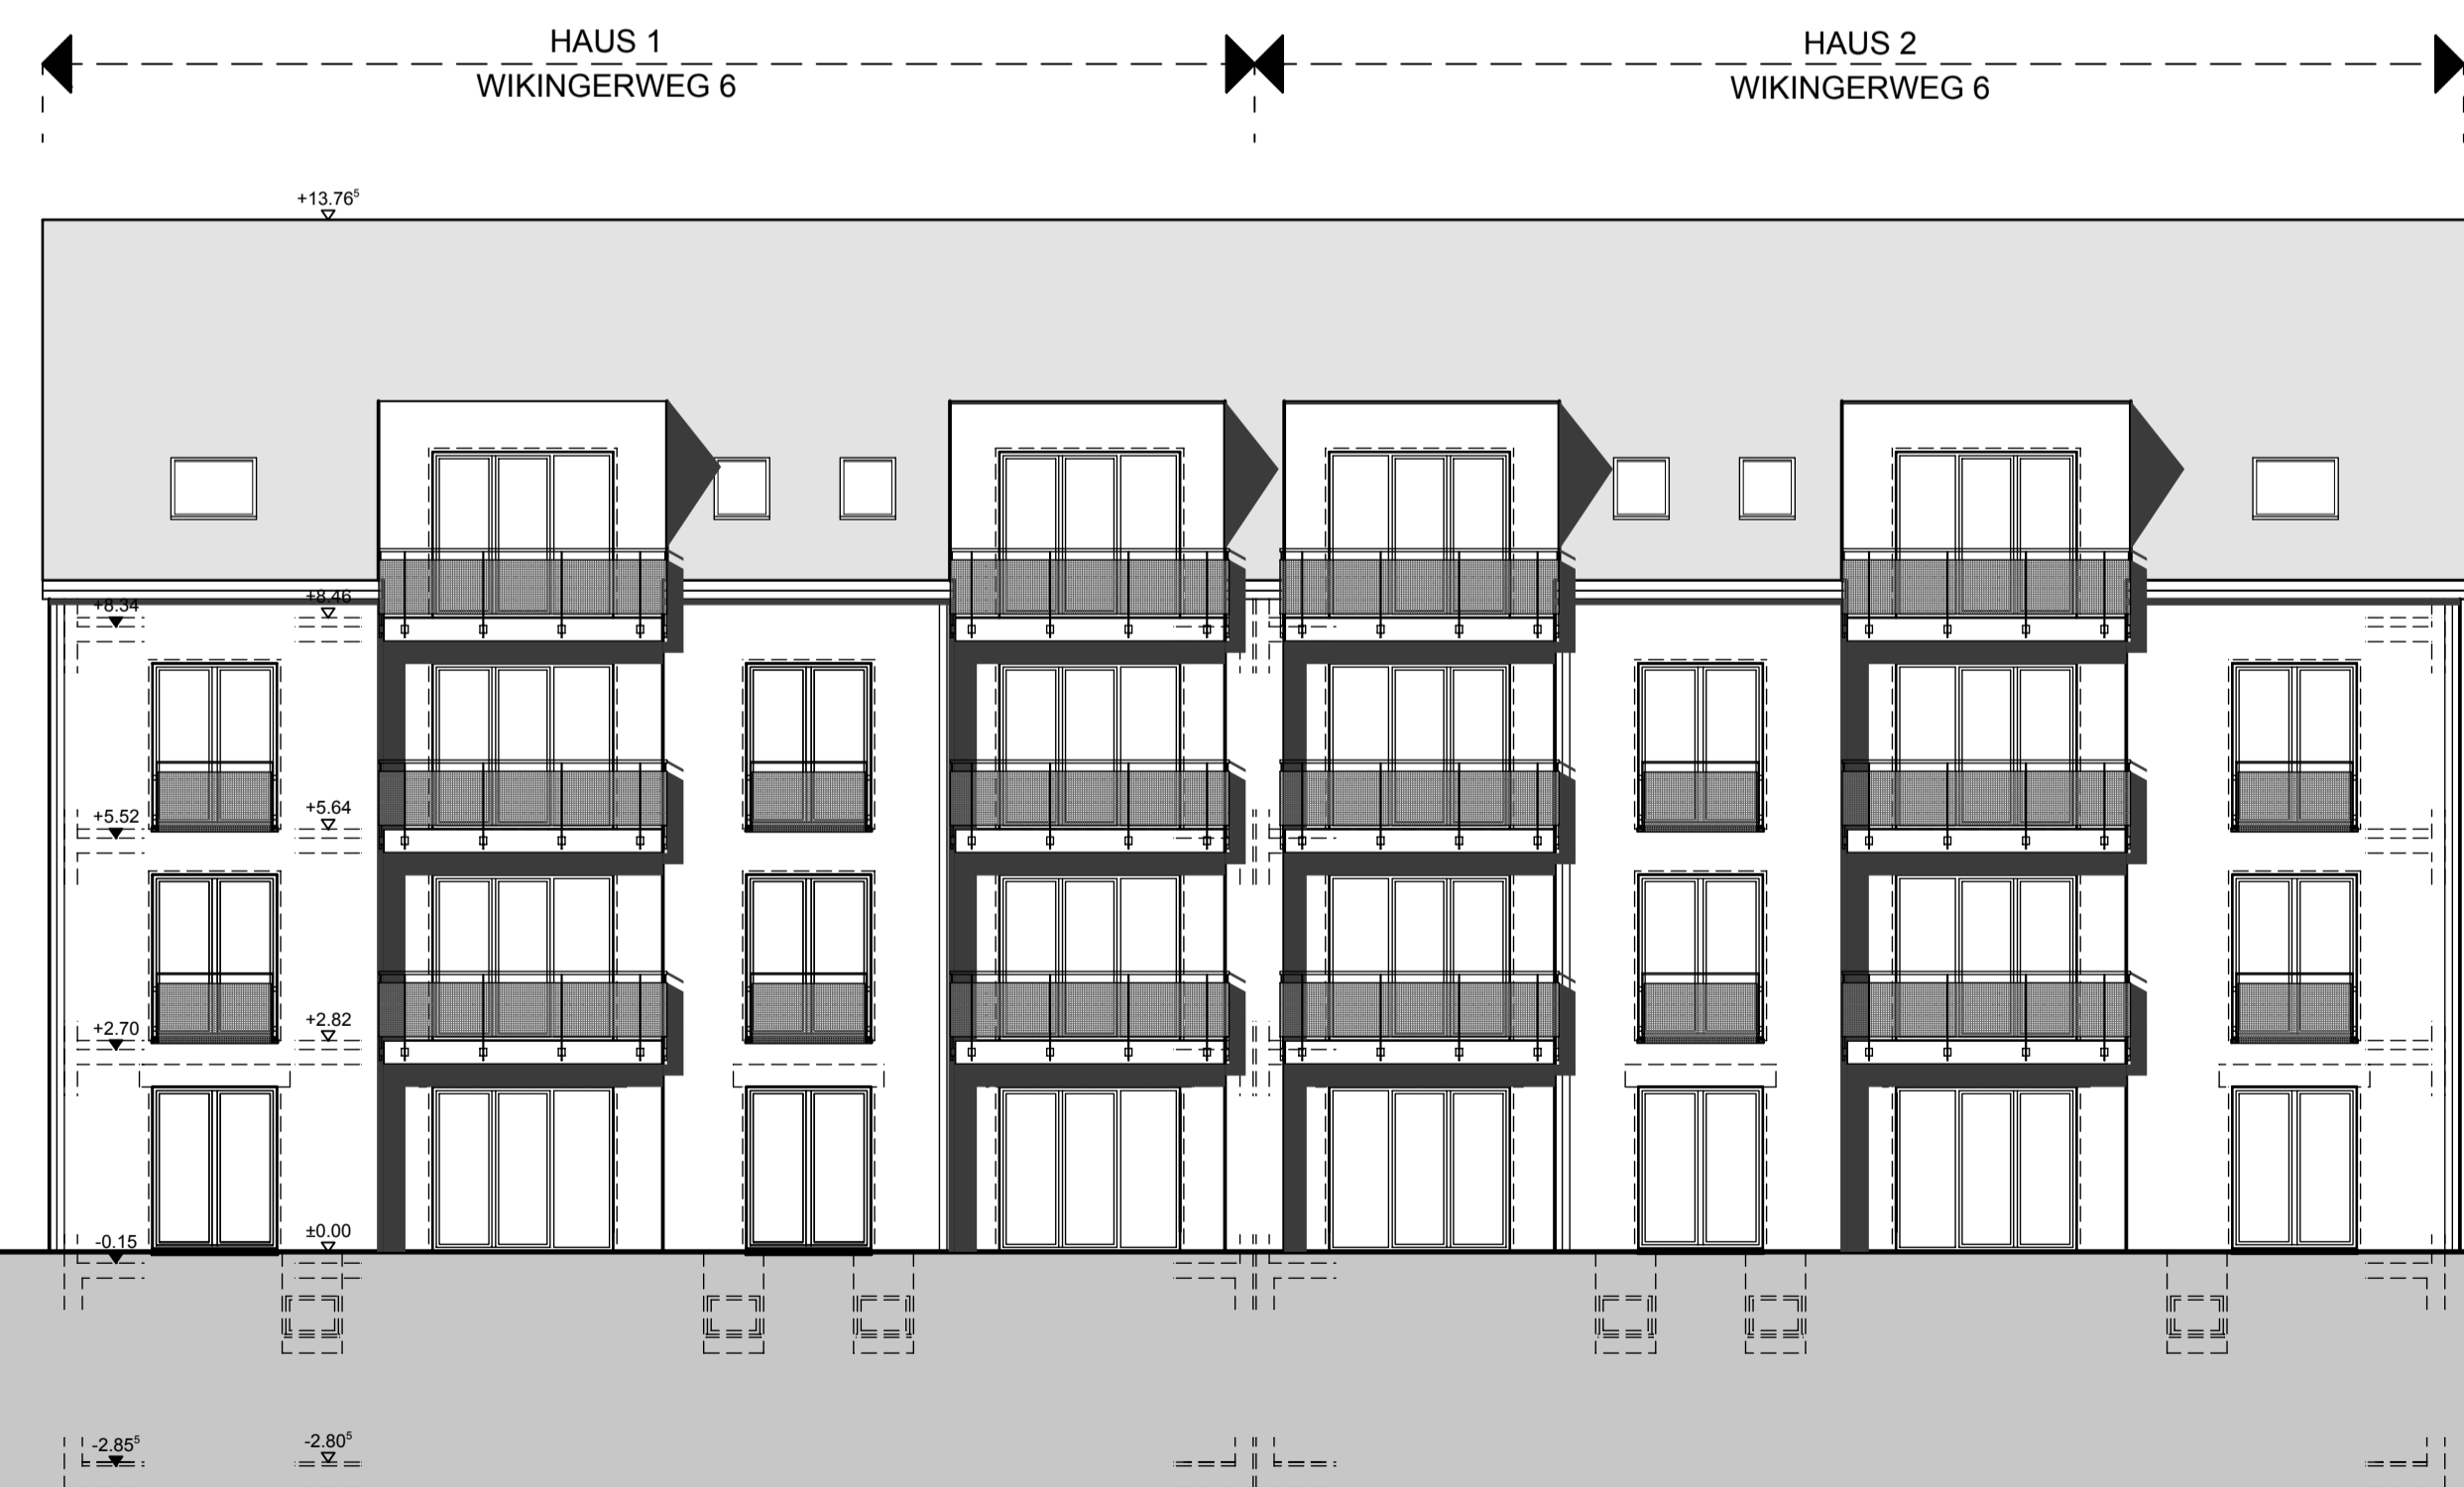 HAUS 1
WIKINGERWEG 6
HAUS 2
WIKINGERWEG 6
+13.76⁵
+8.34
+8.46
+5.52
+5.64
+2.70
+2.82
-0.15
±0.00
-2.85⁵
-2.80⁵